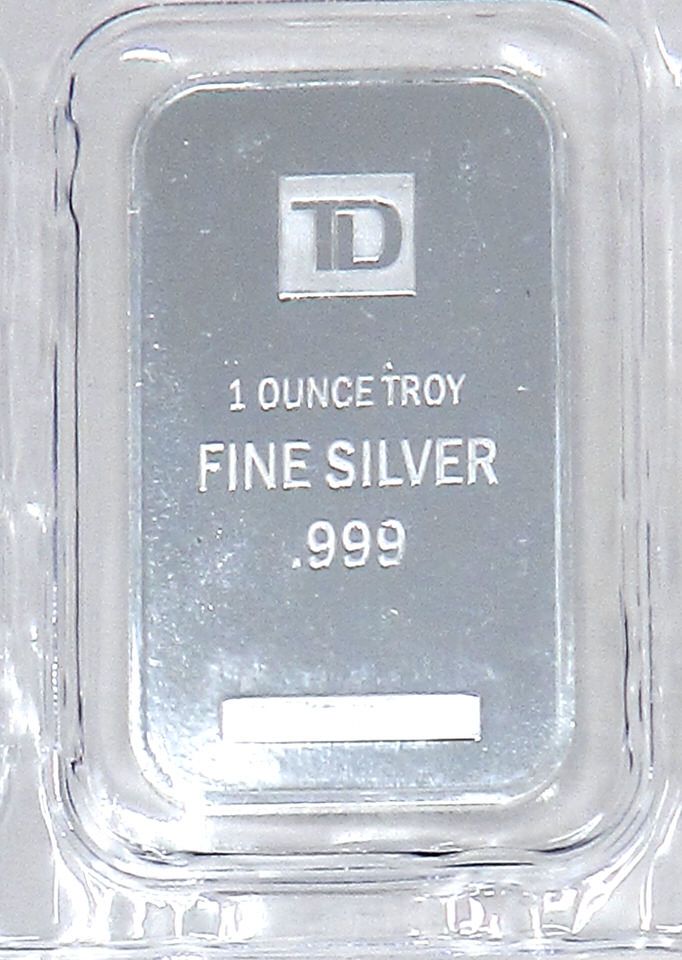 TD
1 OUNCE TROY
FINE SILVER
.999